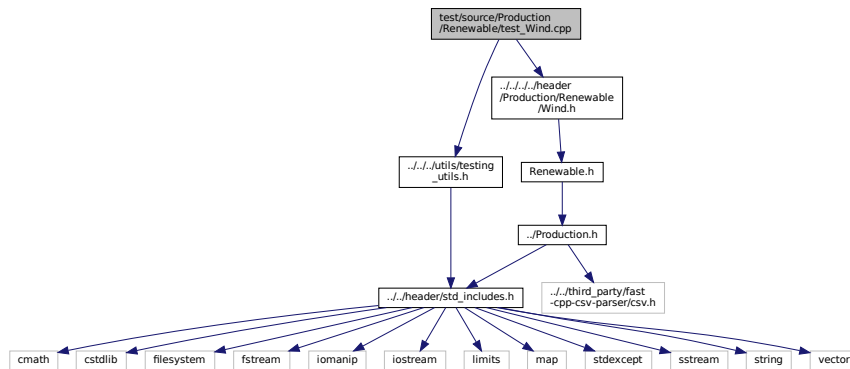 test/source/Production
/Renewable/test_Wind.cpp
../../../../header
/Production/Renewable
/Wind.h
../../../utils/testing
_utils.h
Renewable.h
../Production.h
../../header/std_includes.h
../../third_party/fast
-cpp-csv-parser/csv.h
cmath
cstdlib
filesystem
fstream
iomanip
iostream
limits
map
stdexcept
sstream
string
vector